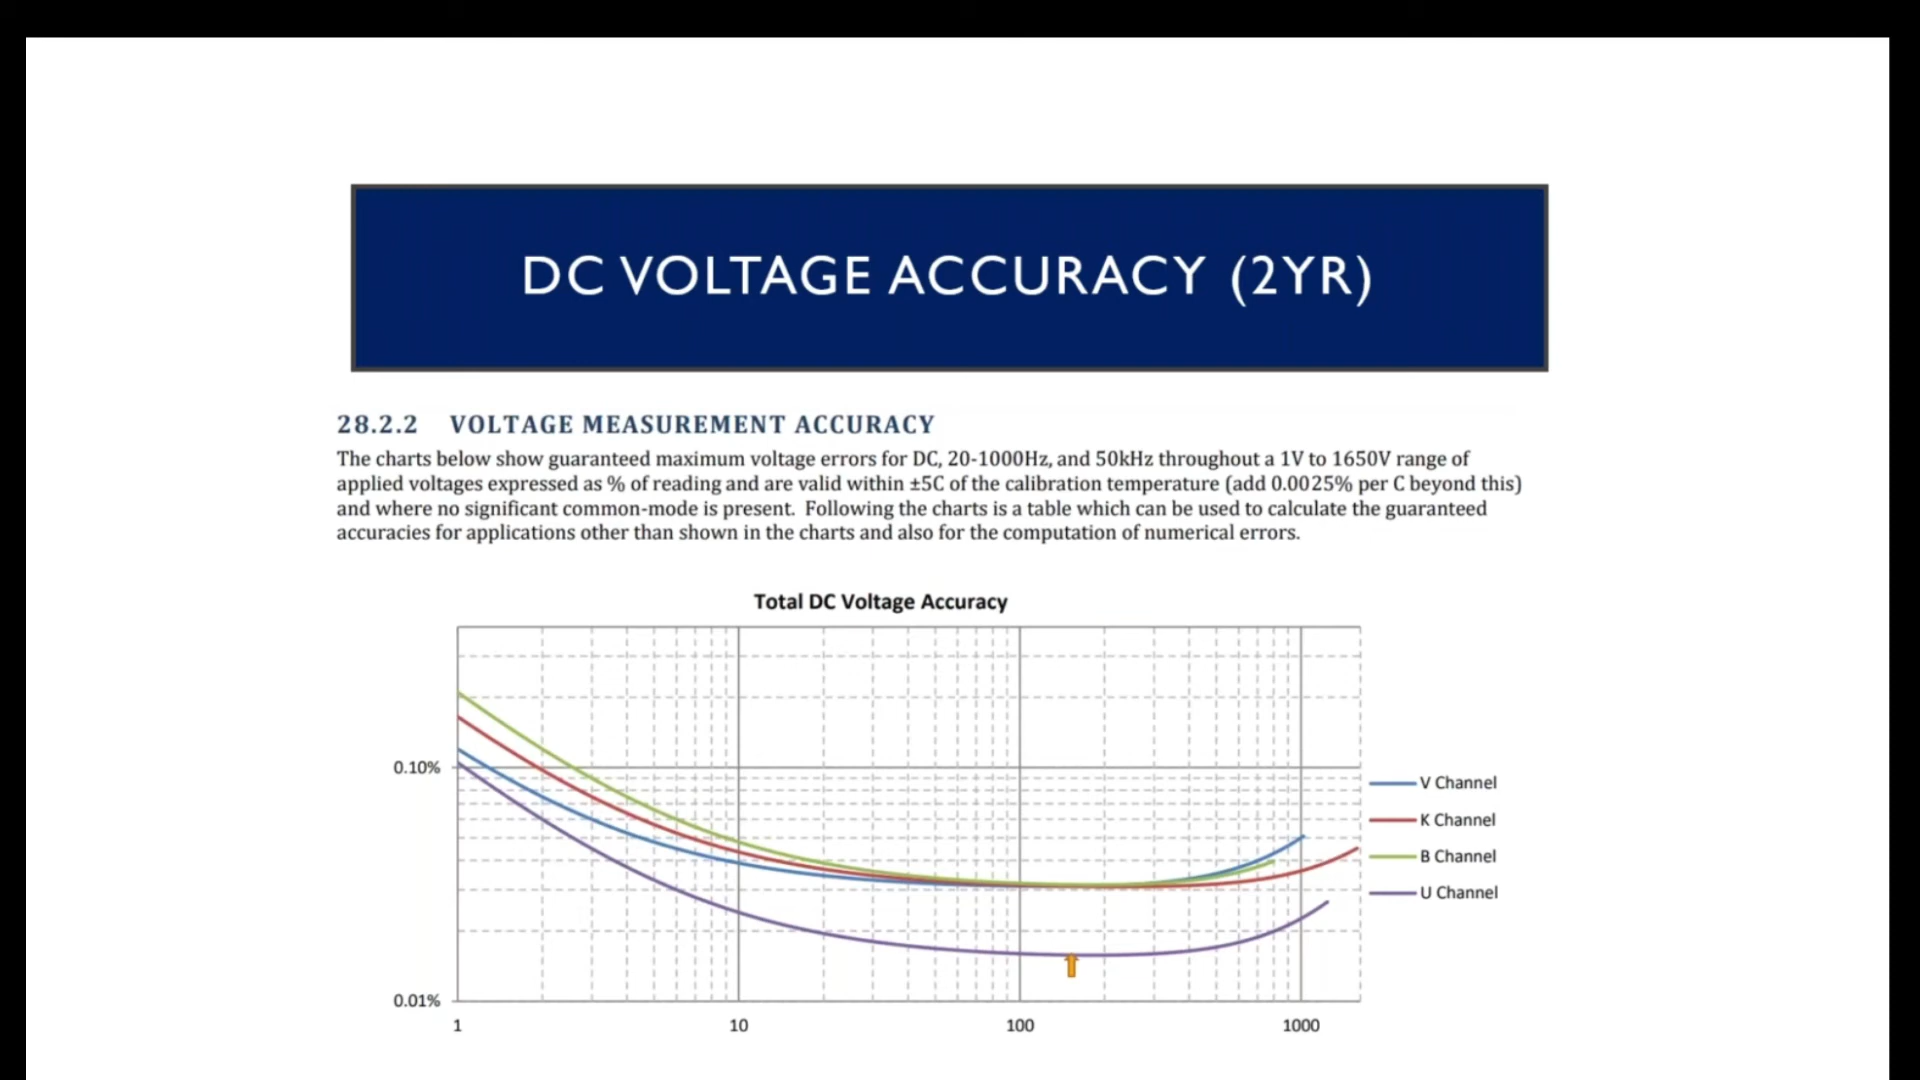 DC VOLTAGE ACCURACY (2YR)
28.2.2 VOLTAGE MEASUREMENT ACCURACY
The charts below show guaranteed maximum voltage errors for DC, 20-1000Hz, and 50kHz throughout a 1V to 1650V range of
applied voltages expressed as % of reading and are valid within ±5C of the calibration temperature (add 0.0025% per C beyond this)
and where no significant common-mode is present. Following the charts is a table which can be used to calculate the guaranteed
accuracies for applications other than shown in the charts and also for the computation of numerical errors.
Total DC Voltage Accuracy
0.10%
V Channel
K Channel
B Channel
U Channel
0.01%
1 10 100 1000